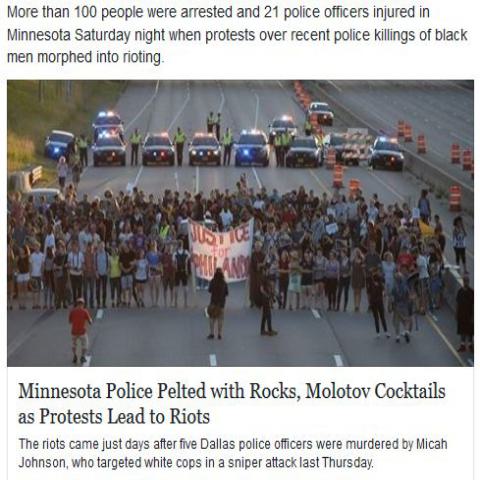 More than 100 people were arrested and 21 police officers injured in
Minnesota Saturday night when protests over recent police killings of black
men morphed into rioting.
JUSTICE
for
PHILANDO
Minnesota Police Pelted with Rocks, Molotov Cocktails
as Protests Lead to Riots
The riots came just days after five Dallas police officers were murdered by Micah
Johnson, who targeted white cops in a sniper attack last Thursday.